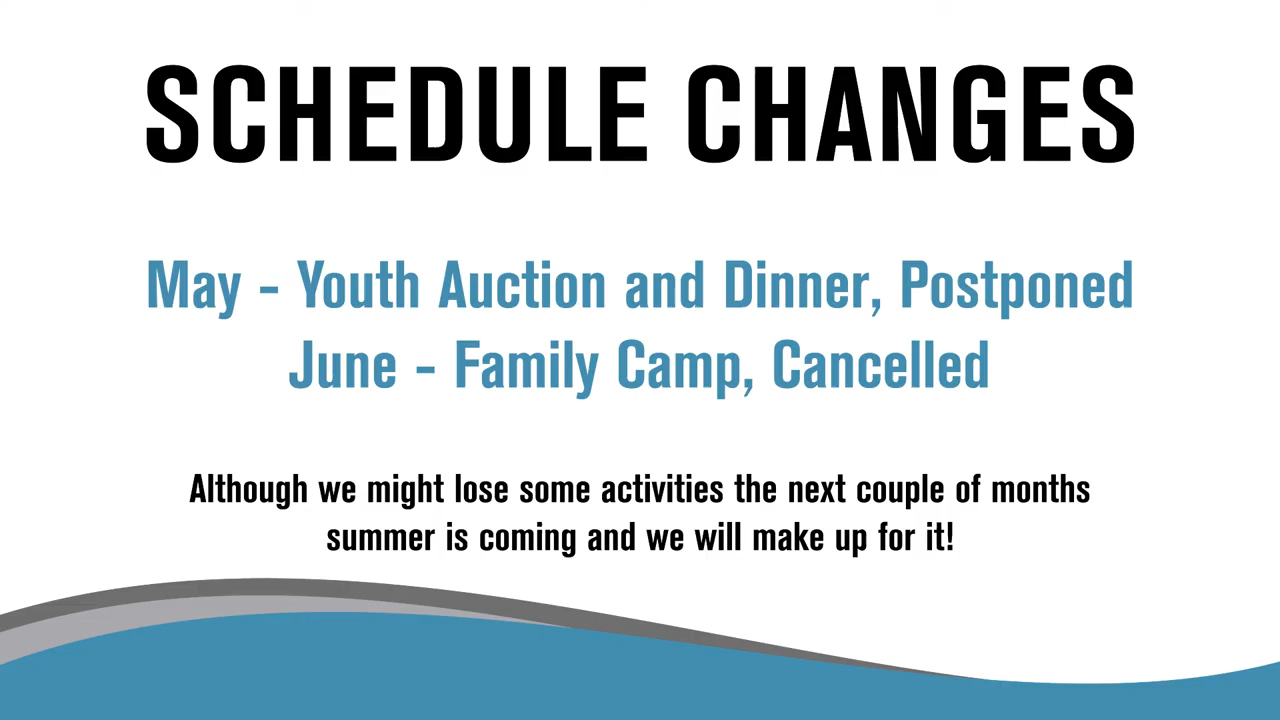 SCHEDULE CHANGES
May - Youth Auction and Dinner, Postponed
June - Family Camp, Cancelled
Although we might lose some activities the next couple of months
summer is coming and we will make up for it!